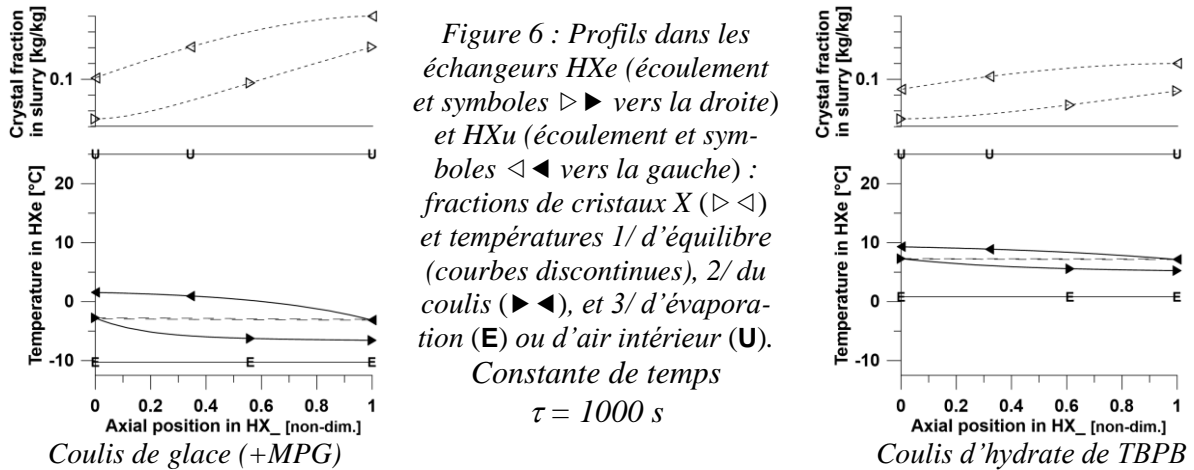 Crystal fraction
in slurry [kg/kg]
0.1
U U U
Temperature in HXe [°C]
20
10
0
-10
E E E
0 0.2 0.4 0.6 0.8 1
Axial position in HX_ [non-dim.]
Coulis de glace (+MPG)
Figure 6 : Profils dans les
échangeurs HXe (écoulement
et symboles ▷ ▶ vers la droite)
et HXu (écoulement et sym-
boles ◁ ◀ vers la gauche) :
fractions de cristaux X (▷ ◁)
et températures 1/ d'équilibre
(courbes discontinues), 2/ du
coulis (▶ ◀), et 3/ d'évapora-
tion (E) ou d'air intérieur (U).
Constante de temps
τ = 1000 s
Crystal fraction
in slurry [kg/kg]
0.1
U U U
Temperature in HXe [°C]
20
10
0
-10
E E E
0 0.2 0.4 0.6 0.8 1
Axial position in HX_ [non-dim.]
Coulis d'hydrate de TBPB